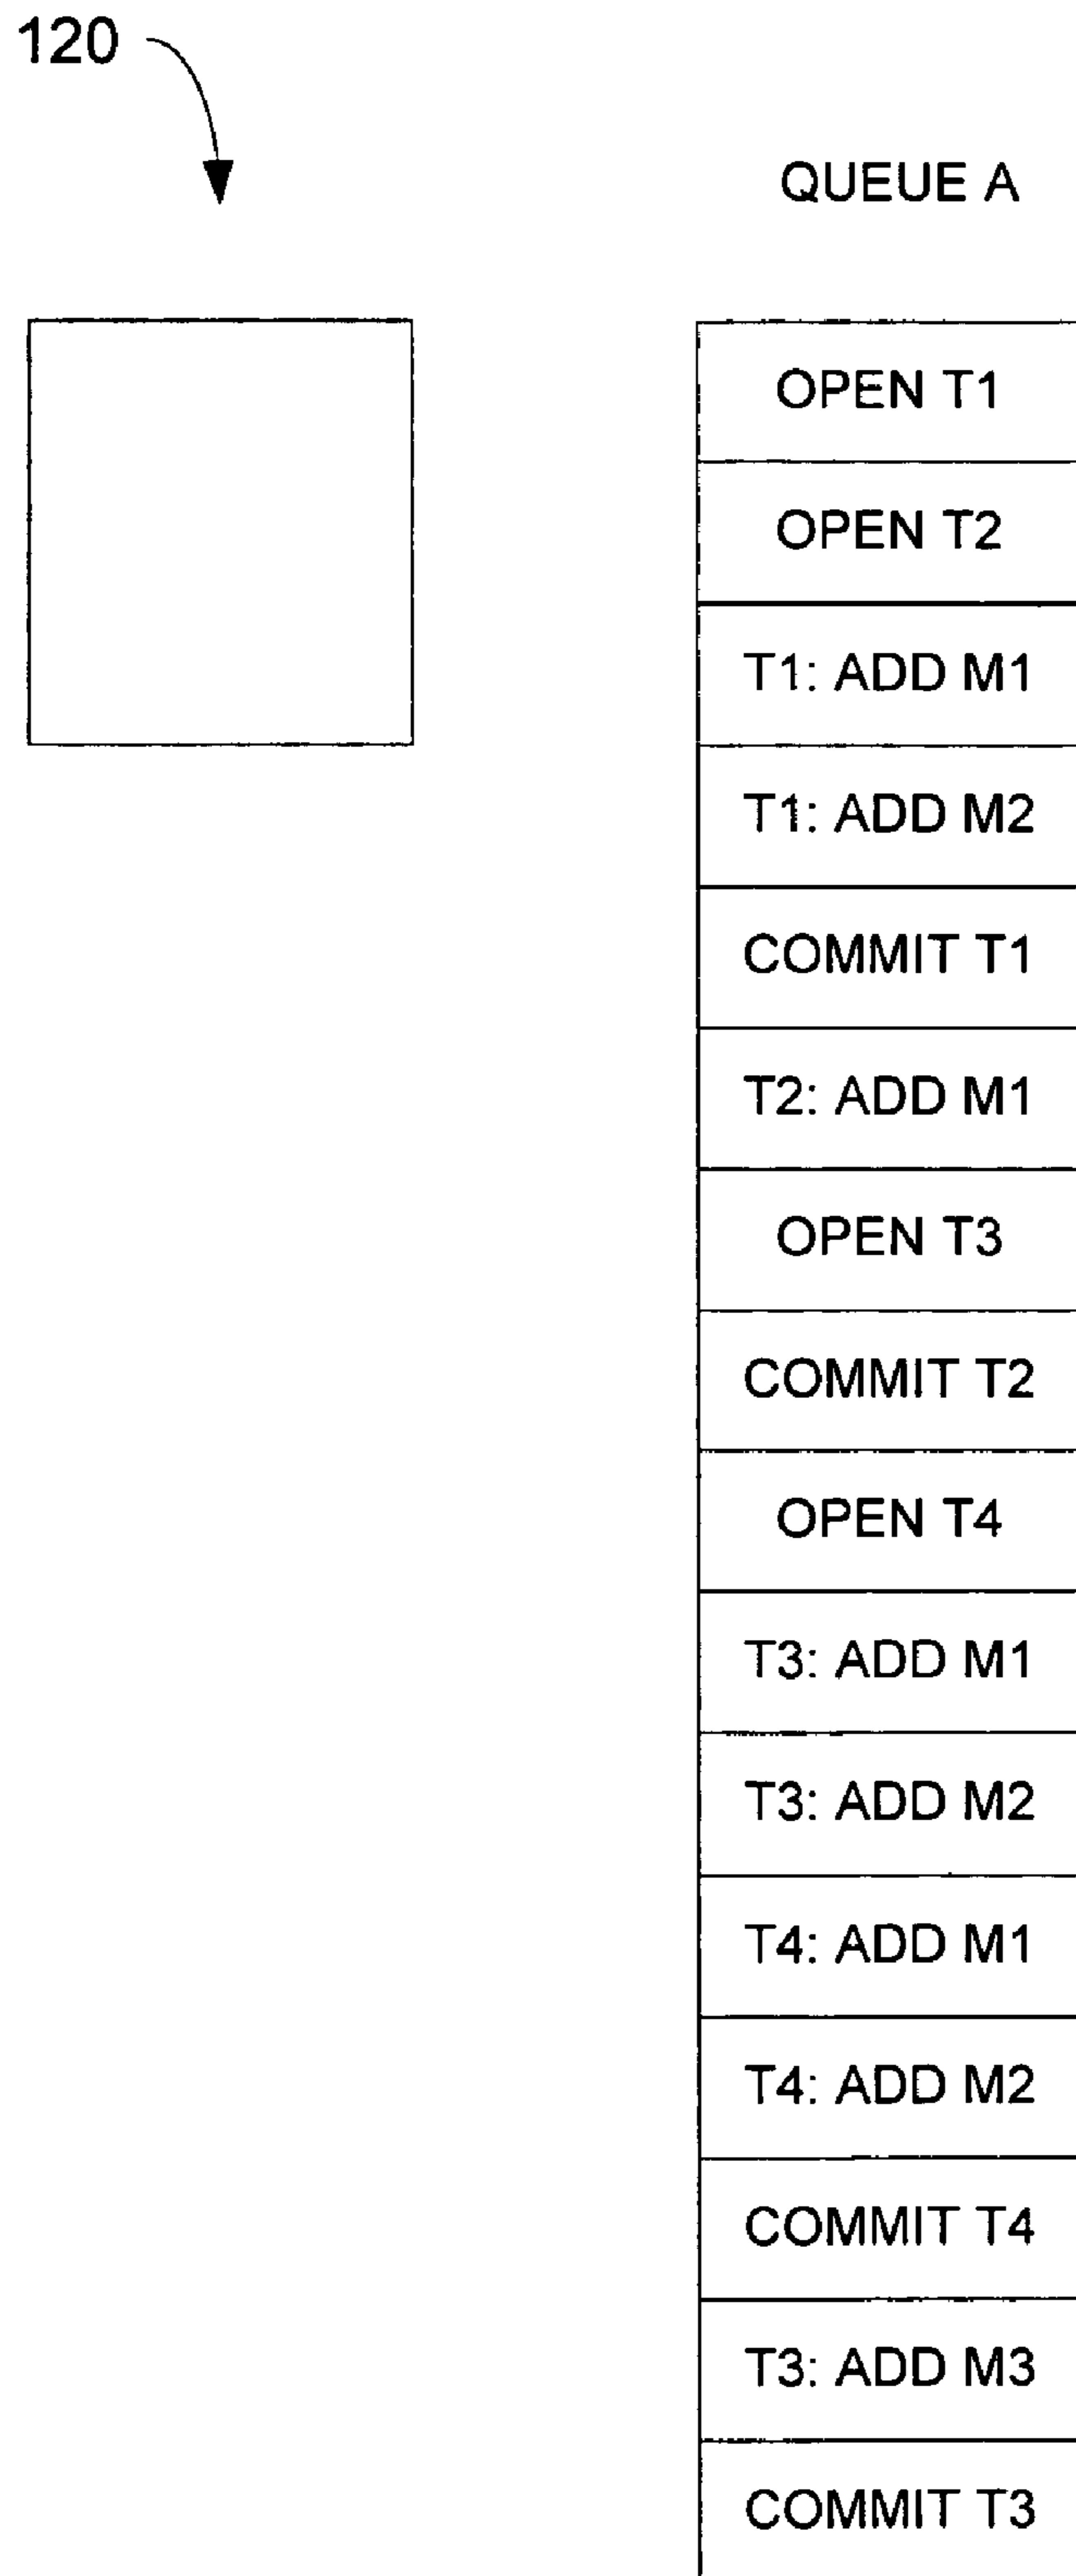 120
QUEUE A
OPEN T1
OPEN T2
T1: ADD M1
T1: ADD M2
COMMIT T1
T2: ADD M1
OPEN T3
COMMIT T2
OPEN T4
T3: ADD M1
T3: ADD M2
T4: ADD M1
T4: ADD M2
COMMIT T4
T3: ADD M3
COMMIT T3